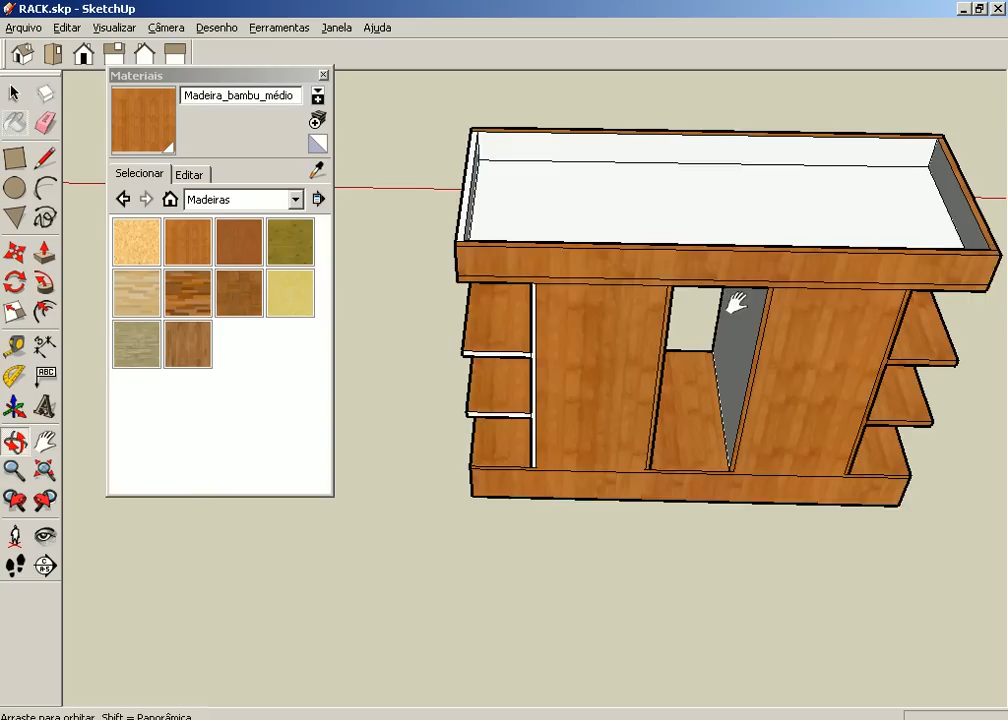 RACK.skp - SketchUp
Arquivo Editar Visualizar Câmera Desenho Ferramentas Janela Ajuda
Materiais
Madeira_bambu_médio
Selecionar Editar
Madeiras
ABC
Arraste para orbitar. Shift = Panorâmica